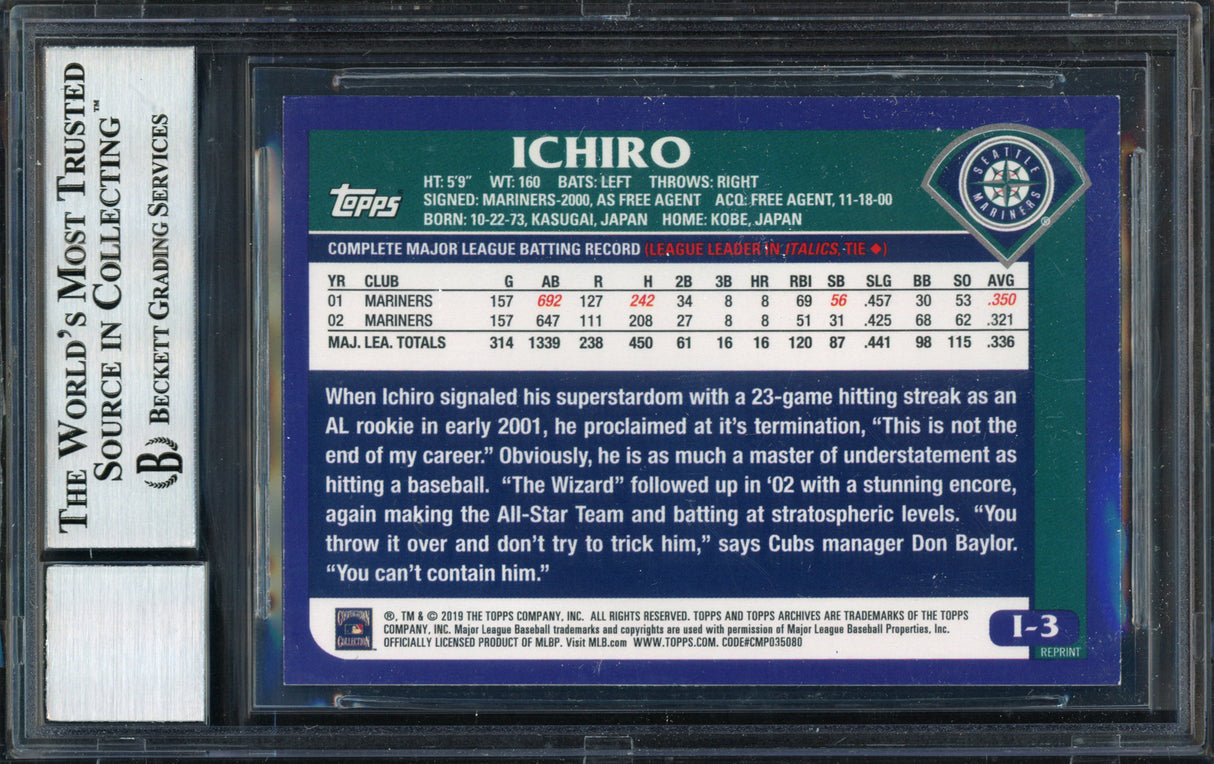 THE WORLD'S MOST TRUSTED
SOURCE IN COLLECTING™
BECKETT GRADING SERVICES
B
ICHIRO
Topps®
HT: 5'9" WT: 160 BATS: LEFT THROWS: RIGHT
SIGNED: MARINERS-2000, AS FREE AGENT ACQ: FREE AGENT, 11-18-00
BORN: 10-22-73, KASUGAI, JAPAN HOME: KOBE, JAPAN
SEATTLE
MARINERS
®
COMPLETE MAJOR LEAGUE BATTING RECORD (LEAGUE LEADER IN ITALICS, TIE ◆)
YR CLUB G AB R H 2B 3B HR RBI SB SLG BB SO AVG
01 MARINERS 157 692 127 242 34 8 8 69 56 .457 30 53 .350
02 MARINERS 157 647 111 208 27 8 8 51 31 .425 68 62 .321
MAJ. LEA. TOTALS 314 1339 238 450 61 16 16 120 87 .441 98 115 .336
When Ichiro signaled his superstardom with a 23-game hitting streak as an
AL rookie in early 2001, he proclaimed at it's termination, “This is not the
end of my career.” Obviously, he is as much a master of understatement as
hitting a baseball. “The Wizard” followed up in ‘02 with a stunning encore,
again making the All-Star Team and batting at stratospheric levels. “You
throw it over and don't try to trick him,” says Cubs manager Don Baylor.
“You can't contain him.”
COOPERSTOWN
COLLECTION
®, TM & © 2019 THE TOPPS COMPANY, INC. ALL RIGHTS RESERVED. TOPPS AND TOPPS ARCHIVES ARE TRADEMARKS OF THE TOPPS
COMPANY, INC. Major League Baseball trademarks and copyrights are used with permission of Major League Baseball Properties, Inc.
OFFICIALLY LICENSED PRODUCT OF MLBP. Visit MLB.com WWW.TOPPS.COM. CODE#CMP035080
I-3
REPRINT